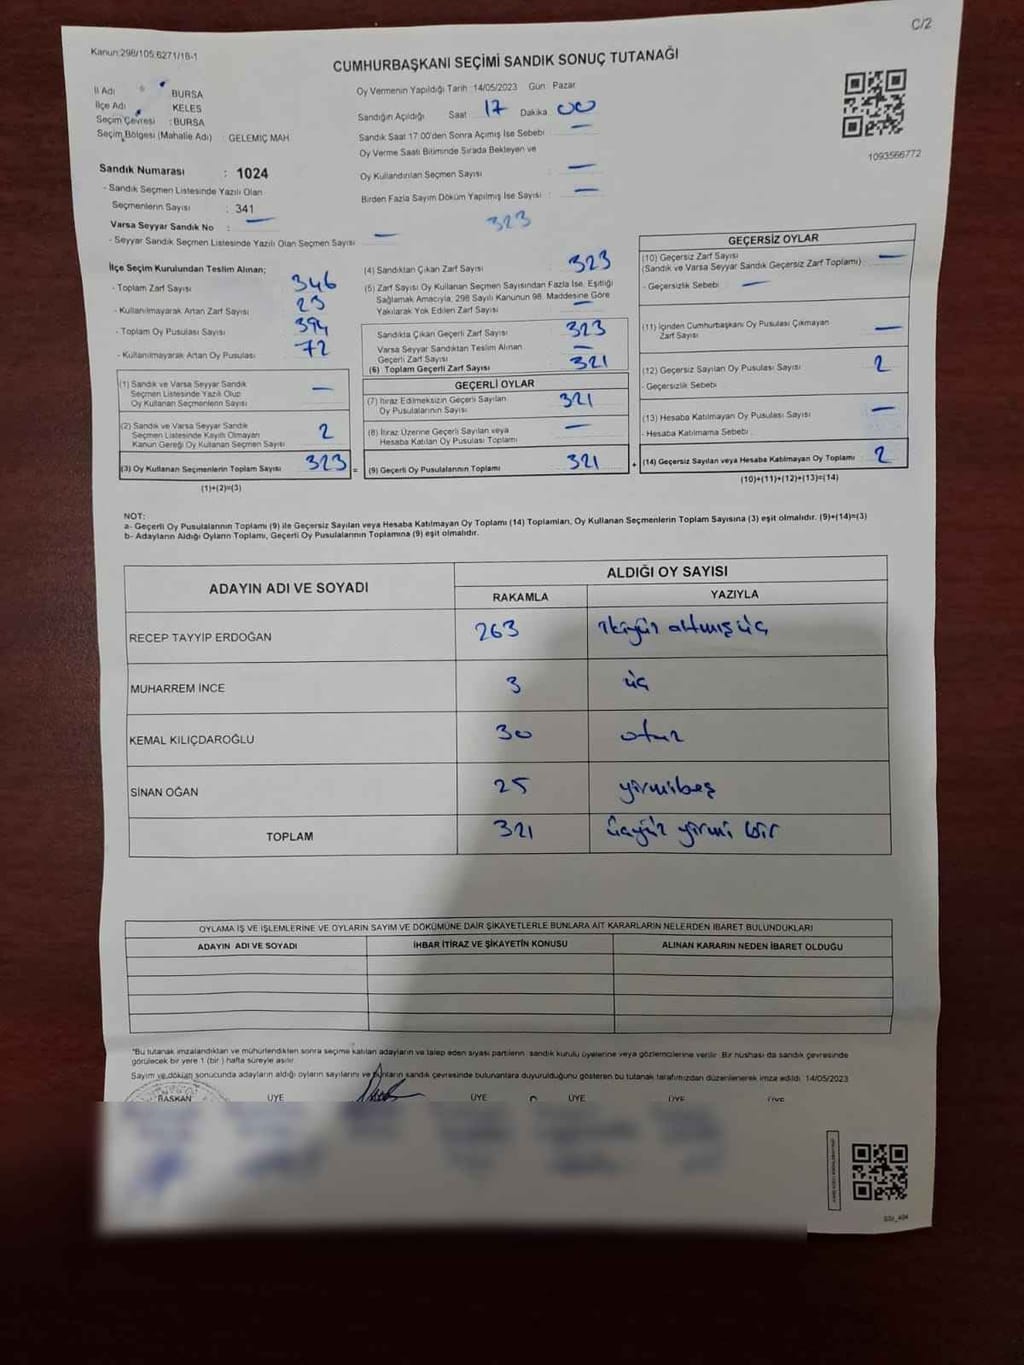 C/2
Kanun:298/105,6271/18-1
CUMHURBAŞKANI SEÇİMİ SANDIK SONUÇ TUTANAĞI
İl Adı BURSA
İlçe Adı KELES
Seçim Çevresi : BURSA
Seçim Bölgesi (Mahalle Adı) GELEMİÇ MAH.
Sandık Numarası : 1024
- Sandık Seçmen Listesinde Yazılı Olan
Seçmenlerin Sayısı : 341
Varsa Seyyar Sandık No : —
- Seyyar Sandık Seçmen Listesinde Yazılı Olan Seçmen Sayısı —
Oy Vermenin Yapıldığı Tarih :14/05/2023 Gün: Pazar
Sandığın Açıldığı Saat 17 Dakika 00
Sandık Saat 17.00'den Sonra Açılmış İse Sebebi —
Oy Verme Saati Bitiminde Sırada Bekleyen ve
Oy Kullandırılan Seçmen Sayısı : —
Birden Fazla Sayım Döküm Yapılmış İse Sayısı : —
323
1093566772
İlçe Seçim Kurulundan Teslim Alınan;
- Toplam Zarf Sayısı 346
- Kullanılmayarak Artan Zarf Sayısı 23
- Toplam Oy Pusulası Sayısı 394
- Kullanılmayarak Artan Oy Pusulası 72
(1) Sandık ve Varsa Seyyar Sandık
Seçmen Listesinde Yazılı Olup
Oy Kullanan Seçmenlerin Sayısı —
(2) Sandık ve Varsa Seyyar Sandık
Seçmen Listesinde Kayıtlı Olmayan
Kanun Gereği Oy Kullanan Seçmen Sayısı 2
(3) Oy Kullanan Seçmenlerin Toplam Sayısı 323 =
(1)+(2)=(3)
(4) Sandıktan Çıkan Zarf Sayısı 323
(5) Zarf Sayısı Oy Kullanan Seçmen Sayısından Fazla İse, Eşitliği
Sağlamak Amacıyla, 298 Sayılı Kanunun 98. Maddesine Göre
Yakılarak Yok Edilen Zarf Sayısı —
Sandıkta Çıkan Geçerli Zarf Sayısı 323
Varsa Seyyar Sandıktan Teslim Alınan
Geçerli Zarf Sayısı —
(6) Toplam Geçerli Zarf Sayısı 321
GEÇERLİ OYLAR
(7) İtiraz Edilmeksizin Geçerli Sayılan
Oy Pusulalarının Sayısı 321
(8) İtiraz Üzerine Geçerli Sayılan veya
Hesaba Katılan Oy Pusulası Toplamı —
(9) Geçerli Oy Pusulalarının Toplamı 321 +
GEÇERSİZ OYLAR
(10) Geçersiz Zarf Sayısı
(Sandık ve Varsa Seyyar Sandık Geçersiz Zarf Toplamı) —
- Geçersizlik Sebebi —
(11) İçinden Cumhurbaşkanı Oy Pusulası Çıkmayan
Zarf Sayısı —
(12) Geçersiz Sayılan Oy Pusulası Sayısı 2
- Geçersizlik Sebebi
(13) Hesaba Katılmayan Oy Pusulası Sayısı —
- Hesaba Katılmama Sebebi
(14) Geçersiz Sayılan veya Hesaba Katılmayan Oy Toplamı 2
(10)+(11)+(12)+(13)=(14)
NOT:
a- Geçerli Oy Pusulalarının Toplamı (9) ile Geçersiz Sayılan veya Hesaba Katılmayan Oy Toplamı (14) Toplamları, Oy Kullanan Seçmenlerin Toplam Sayısına (3) eşit olmalıdır. (9)+(14)=(3)
b- Adayların Aldığı Oyların Toplamı, Geçerli Oy Pusulalarının Toplamına (9) eşit olmalıdır.
ADAYIN ADI VE SOYADI ALDIĞI OY SAYISI
RAKAMLA YAZIYLA
RECEP TAYYİP ERDOĞAN 263 ikiyüz altmışüç
MUHARREM İNCE 3 üç
KEMAL KILIÇDAROĞLU 30 otuz
SİNAN OĞAN 25 yirmibeş
TOPLAM 321 üçyüz yirmi bir
OYLAMA İŞ VE İŞLEMLERİNE VE OYLARIN SAYIM VE DÖKÜMÜNE DAİR ŞİKAYETLERLE BUNLARA AİT KARARLARIN NELERDEN İBARET BULUNDUKLARI
ADAYIN ADI VE SOYADI İHBAR İTİRAZ VE ŞİKAYETİN KONUSU ALINAN KARARIN NEDEN İBARET OLDUĞU
*Bu tutanak imzalandıktan ve mühürlendikten sonra seçime katılan adayların ve talep eden siyasi partilerin sandık kurulu üyelerine veya gözlemcilerine verilir. Bir nüshası da sandık çevresinde
görülecek bir yere 1 (bir ) hafta süreyle asılır.
Sayım ve döküm sonucunda adayların aldığı oyların sayılarını ve bunların sandık çevresinde bulunanlara duyurulduğunu gösteren bu tutanak tarafımızdan düzenlenerek imza edildi. 14/05/2023
BAŞKAN ÜYE ÜYE ÜYE ÜYE ÜYE